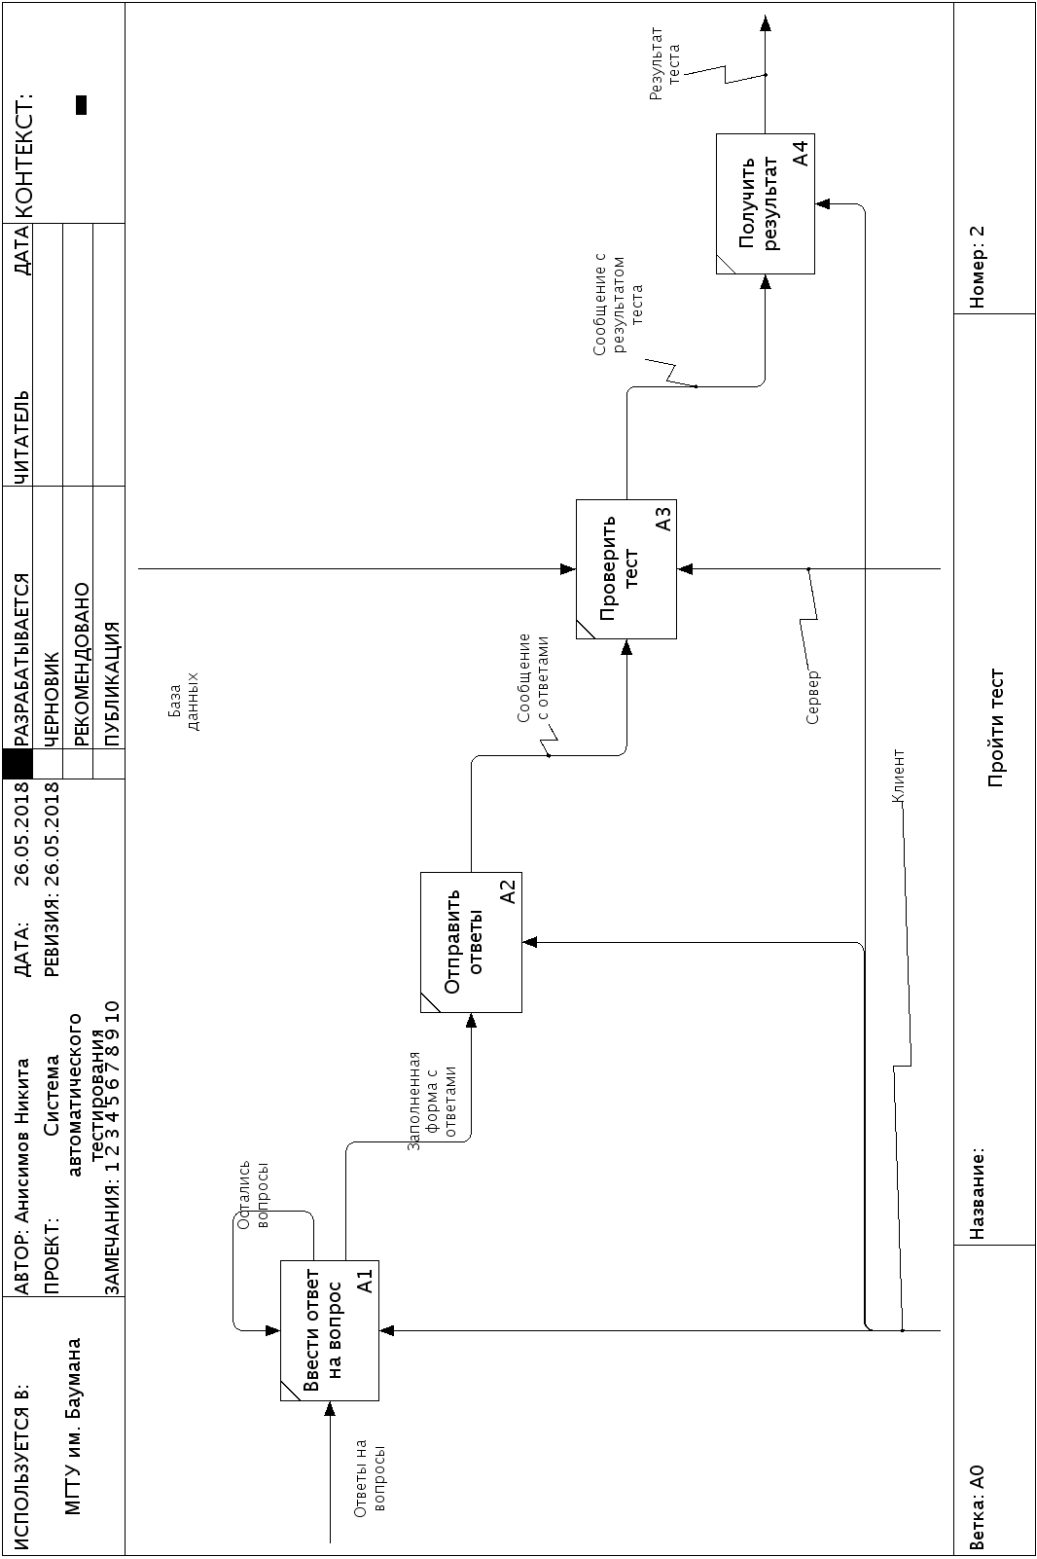 ИСПОЛЬЗУЕТСЯ В:
МГТУ им. Баумана
АВТОР: Анисимов Никита
ДАТА: 26.05.2018
ПРОЕКТ: Система
автоматического
тестирования
РЕВИЗИЯ: 26.05.2018
ЗАМЕЧАНИЯ: 1 2 3 4 5 6 7 8 9 10
РАЗРАБАТЫВАЕТСЯ
ЧЕРНОВИК
РЕКОМЕНДОВАНО
ПУБЛИКАЦИЯ
ЧИТАТЕЛЬ
ДАТА
КОНТЕКСТ:
База
данных
Остались
вопросы
Ответы на
вопросы
Ввести ответ
на вопрос
A1
Заполненная
форма с
ответами
Отправить
ответы
A2
Сообщение
с ответами
Проверить
тест
A3
Сообщение с
результатом
теста
Получить
результат
A4
Результат
теста
Сервер
Клиент
Ветка: A0
Название:
Пройти тест
Номер: 2